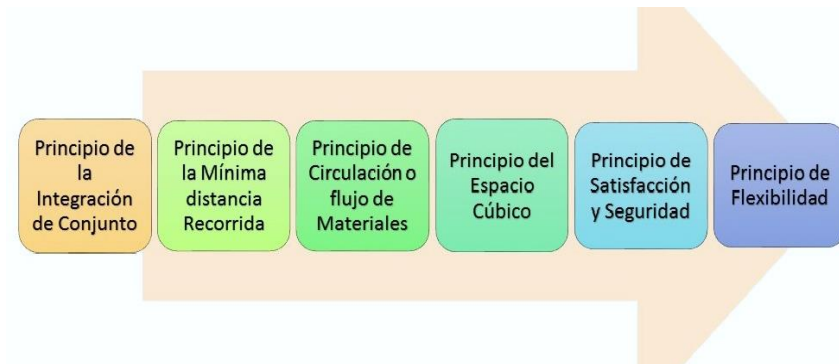 Principio de
la
Integración
de Conjunto
Principio de
la Mínima
distancia
Recorrida
Principio de
Circulación o
flujo de
Materiales
Principio del
Espacio
Cúbico
Principio de
Satisfacción
y Seguridad
Principio de
Flexibilidad